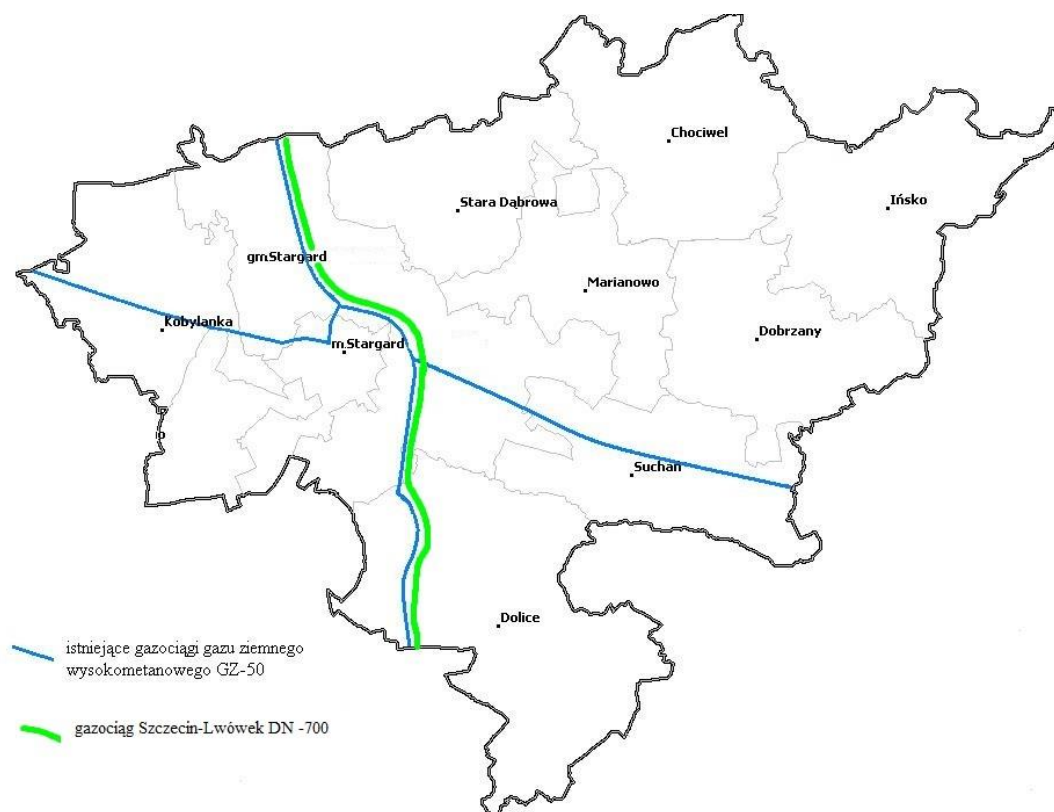 Chociwel
Ińsko
Stara Dąbrowa
gm.Stargard
Marianowo
Kobylanka
Dobrzany
m.Stargard
Suchań
Dolice
istniejące gazociągi gazu ziemnego
wysokometanowego GZ-50
gazociąg Szczecin-Lwówek DN -700